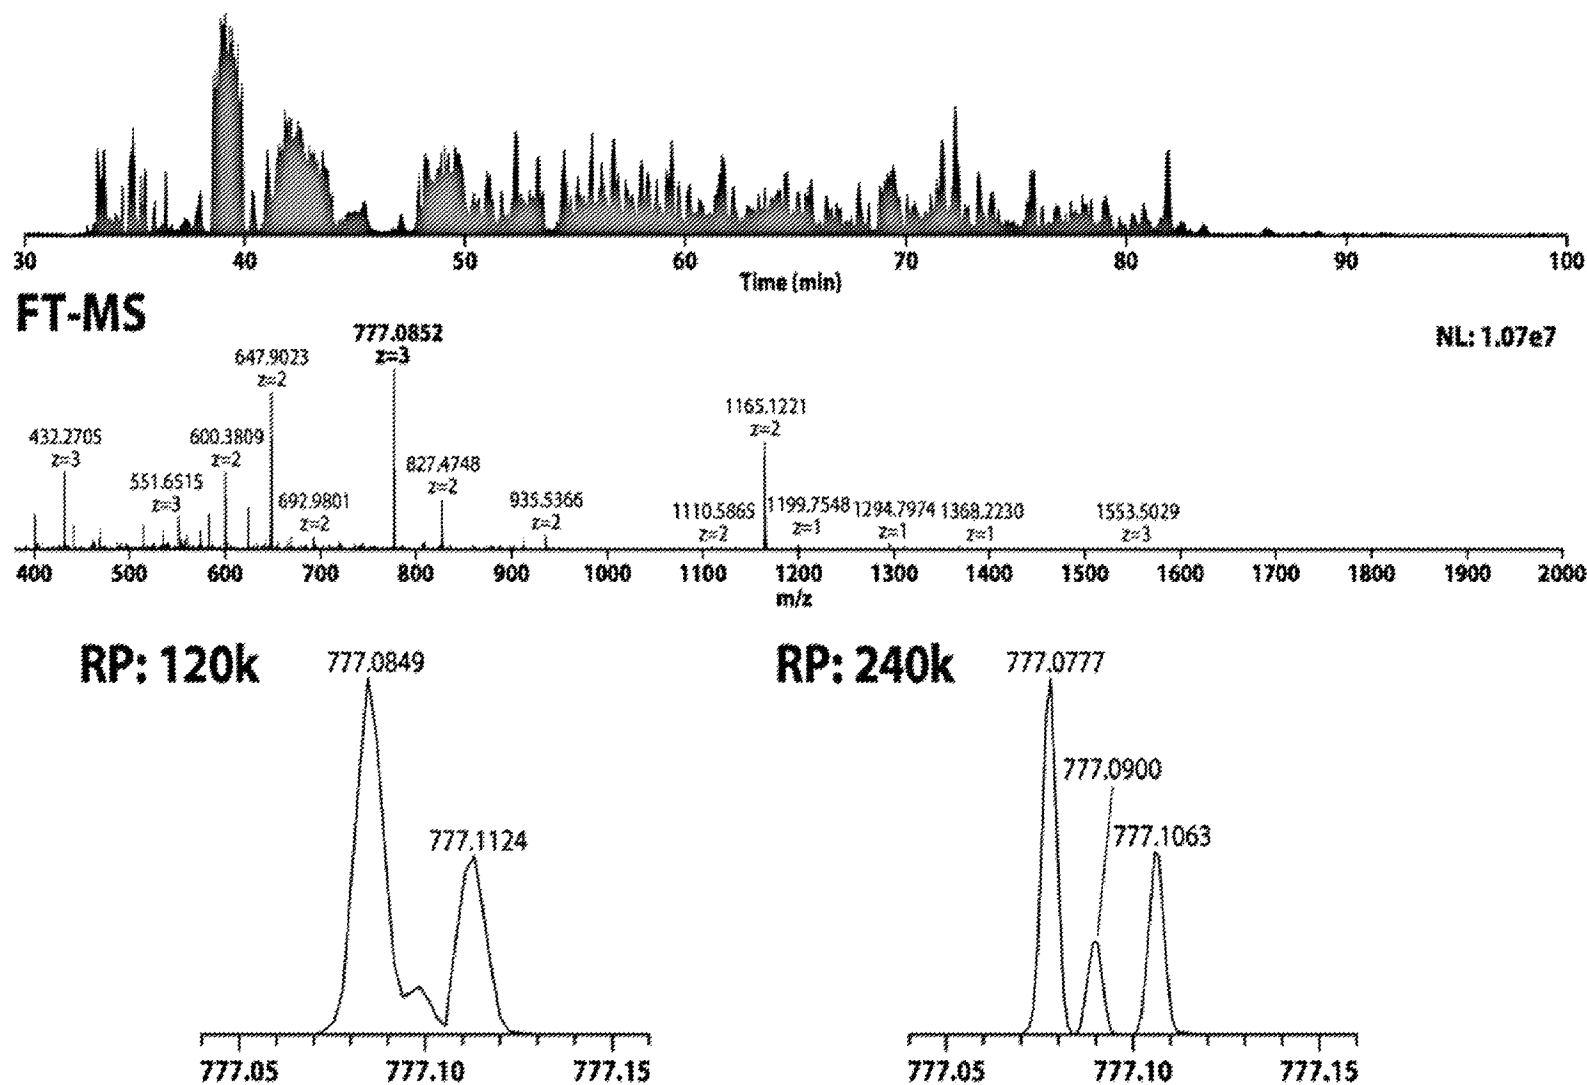 30 40 50 60 70 80 90 100
Time (min)
FT-MS
NL: 1.07e7
777.0852
z=3
647.9023
z=2
1165.1221
z=2
432.2705
z=3
600.3809
z=2
551.6515
z=3
827.4748
z=2
692.9801
z=2
935.5366
z=2
1110.5865
z=2
1199.7548
z=1
1294.7974
z=1
1368.2230
z=1
1553.5029
z=3
400 500 600 700 800 900 1000 1100 1200 1300 1400 1500 1600 1700 1800 1900 2000
m/z
RP: 120k
777.0849
777.1124
777.05 777.10 777.15
RP: 240k
777.0777
777.0900
777.1063
777.05 777.10 777.15